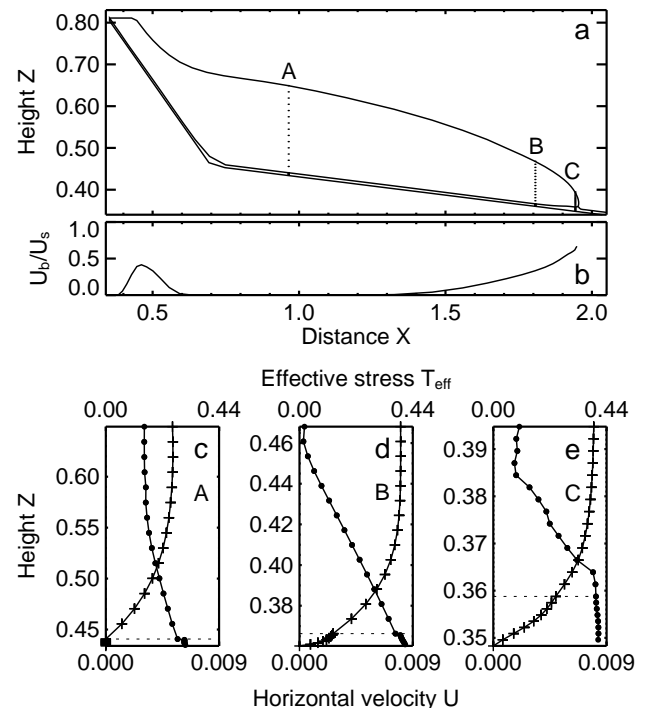 0.80
0.70
0.60
0.50
0.40
Height Z
a
A
B
C
1.0
0.5
0.0
U_b/U_s
b
0.5
1.0
1.5
2.0
Distance X
Effective stress T_eff
0.00
0.44
0.00
0.44
0.00
0.44
Height Z
0.60
0.55
0.50
0.45
c
A
0.46
0.44
0.42
0.40
0.38
d
B
0.39
0.38
0.37
0.36
0.35
e
C
0.000
0.009
0.000
0.009
0.000
0.009
Horizontal velocity U